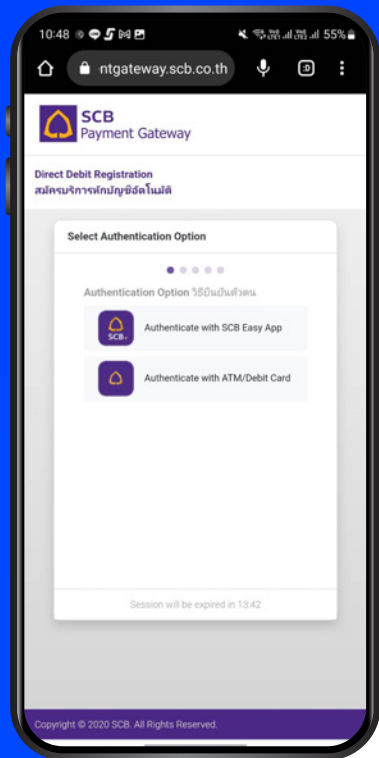 10:48
55%
ntgateway.scb.co.th
:D
SCB
Payment Gateway
Direct Debit Registration
สมัครบริการหักบัญชีอัตโนมัติ
Select Authentication Option
Authentication Option วิธียืนยันตัวตน
SCB
Authenticate with SCB Easy App
Authenticate with ATM/Debit Card
Session will be expired in 13:42
Copyright © 2020 SCB. All Rights Reserved.